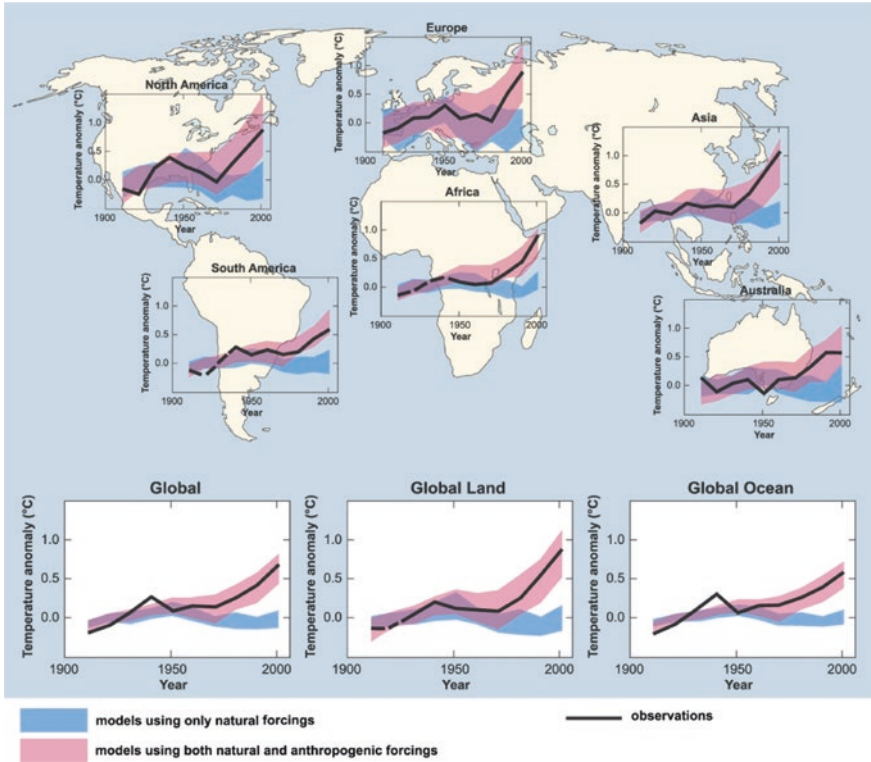 Europe
Temperature anomaly (°C)
1.0
0.5
0.0
1900
1950
2000
Year
North America
Temperature anomaly (°C)
1.0
0.5
0.0
1900
1950
2000
Year
Asia
Temperature anomaly (°C)
1.0
0.5
0.0
1900
1950
2000
Year
Africa
Temperature anomaly (°C)
1.0
0.5
0.0
1900
1950
2000
Year
South America
Temperature anomaly (°C)
1.0
0.5
0.0
1900
1950
2000
Year
Australia
Temperature anomaly (°C)
1.0
0.5
0.0
1900
1950
2000
Year
Global
Temperature anomaly (°C)
1.0
0.5
0.0
1900
1950
2000
Year
Global Land
Temperature anomaly (°C)
1.0
0.5
0.0
1900
1950
2000
Year
Global Ocean
Temperature anomaly (°C)
1.0
0.5
0.0
1900
1950
2000
Year
models using only natural forcings
observations
models using both natural and anthropogenic forcings